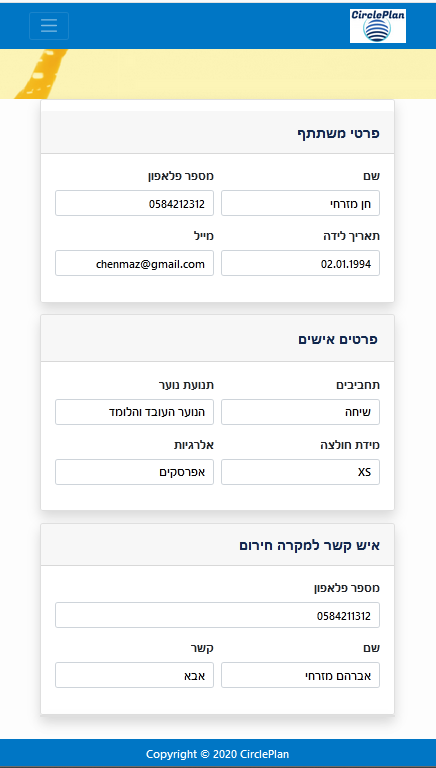 CirclePlan
פרטי משתתף
שם
מספר פלאפון
חן מזרחי
0584212312
תאריך לידה
מייל
02.01.1994
chenmaz@gmail.com
פרטים אישים
תחביבים
תנועת נוער
שיחה
הנוער העובד והלומד
מידת חולצה
אלרגיות
XS
אפרסקים
איש קשר למקרה חירום
מספר פלאפון
0584211312
שם
קשר
אברהם מזרחי
אבא
Copyright © 2020 CirclePlan